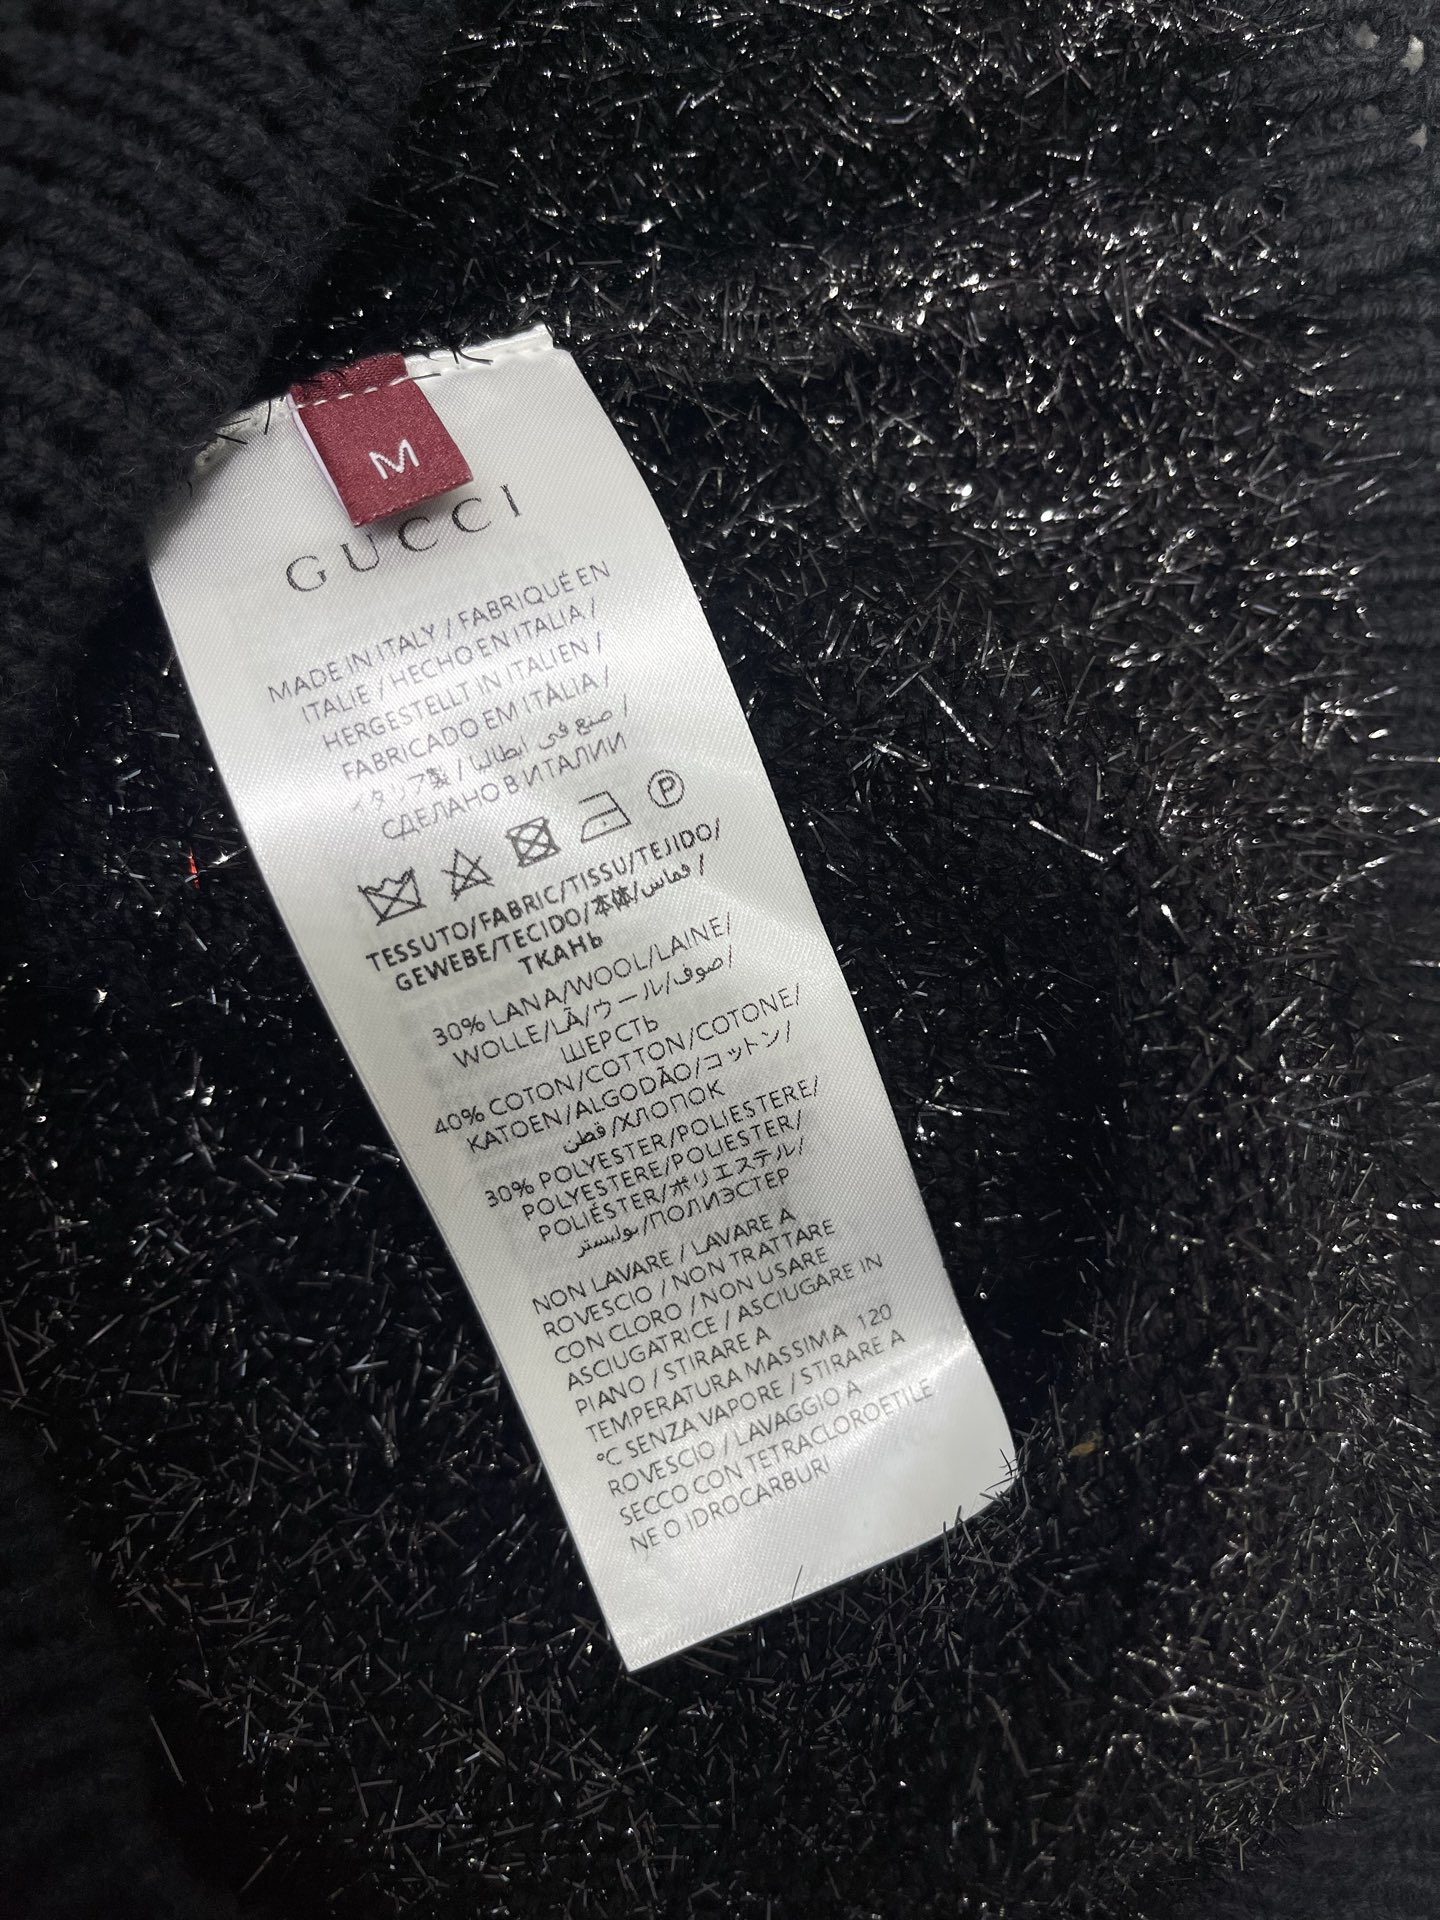 M
GUCCI
MADE IN ITALY / FABRIQUÉ EN
ITALIE / HECHO EN ITALIA /
HERGESTELLT IN ITALIEN /
FABRICADO EM ITÁLIA /
イタリア製 / صنع في ايطاليا /
СДЕЛАНО В ИТАЛИИ
P
TESSUTO/FABRIC/TISSU/TEJIDO/
GEWEBE/TECIDO/本体/قماس/
ТКАНЬ
30% LANA/WOOL/LAINE/
WOLLE/LÃ/ウール/صوف/
ШЕРСТЬ
40% COTON/COTTON/COTONE/
KATOEN/ALGODÃO/コットン/
قطن/ХЛОПОК
30% POLYESTER/POLIESTERE/
POLYESTERE/POLIESTER/
POLIÉSTER/ポリエステル/
بوليستر/ПОЛИЭСТЕР
NON LAVARE / LAVARE A
ROVESCIO / NON TRATTARE
CON CLORO / NON USARE
ASCIUGATRICE / ASCIUGARE IN
PIANO / STIRARE A
TEMPERATURA MASSIMA 120
°C SENZA VAPORE / STIRARE A
ROVESCIO / LAVAGGIO A
SECCO CON TETRACLOROETILE
NE O IDROCARBURI